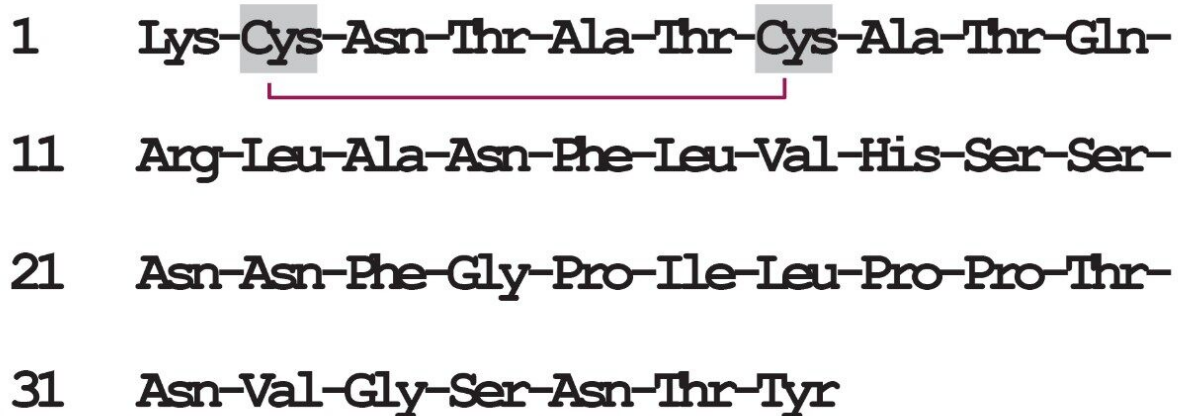 1 Lys-Cys-Asn-Thr-Ala-Thr-Cys-Ala-Thr-Gln-
11 Arg-Leu-Ala-Asn-Phe-Leu-Val-His-Ser-Ser-
21 Asn-Asn-Phe-Gly-Pro-Ile-Leu-Pro-Pro-Thr-
31 Asn-Val-Gly-Ser-Asn-Thr-Tyr